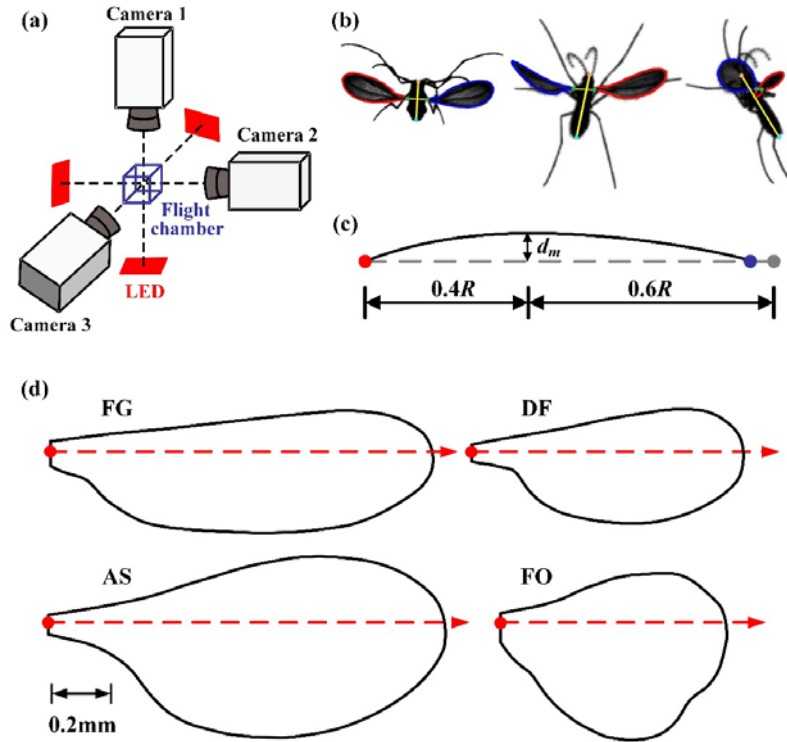 (a)
Camera 1
Camera 2
Flight
chamber
LED
Camera 3
(b)
(c)
d_m
0.4R
0.6R
(d)
FG
DF
AS
FO
0.2mm